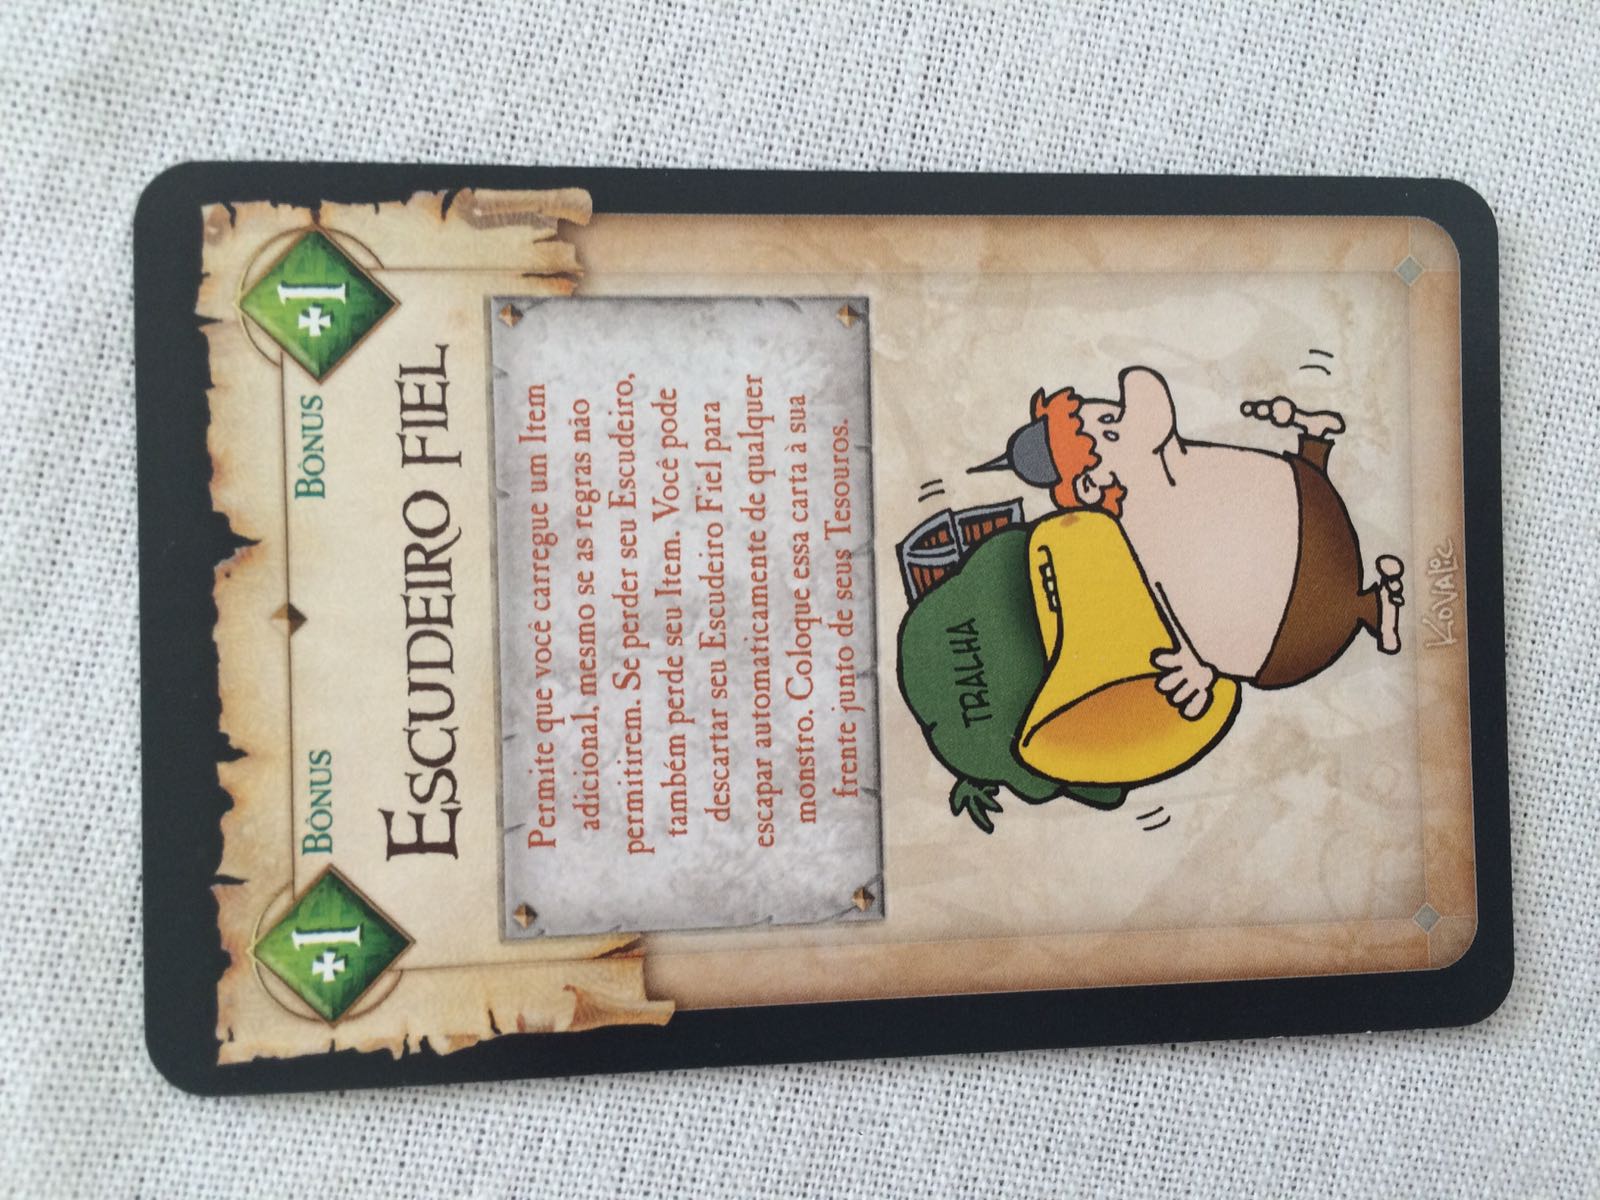 +1 BÔNUS BÔNUS +1
ESCUDEIRO FIEL
Permite que você carregue um Item
adicional, mesmo se as regras não
permitirem. Se perder seu Escudeiro,
também perde seu Item. Você pode
descartar seu Escudeiro Fiel para
escapar automaticamente de qualquer
monstro. Coloque essa carta à sua
frente junto de seus Tesouros.
TRALHA
KOVALIC